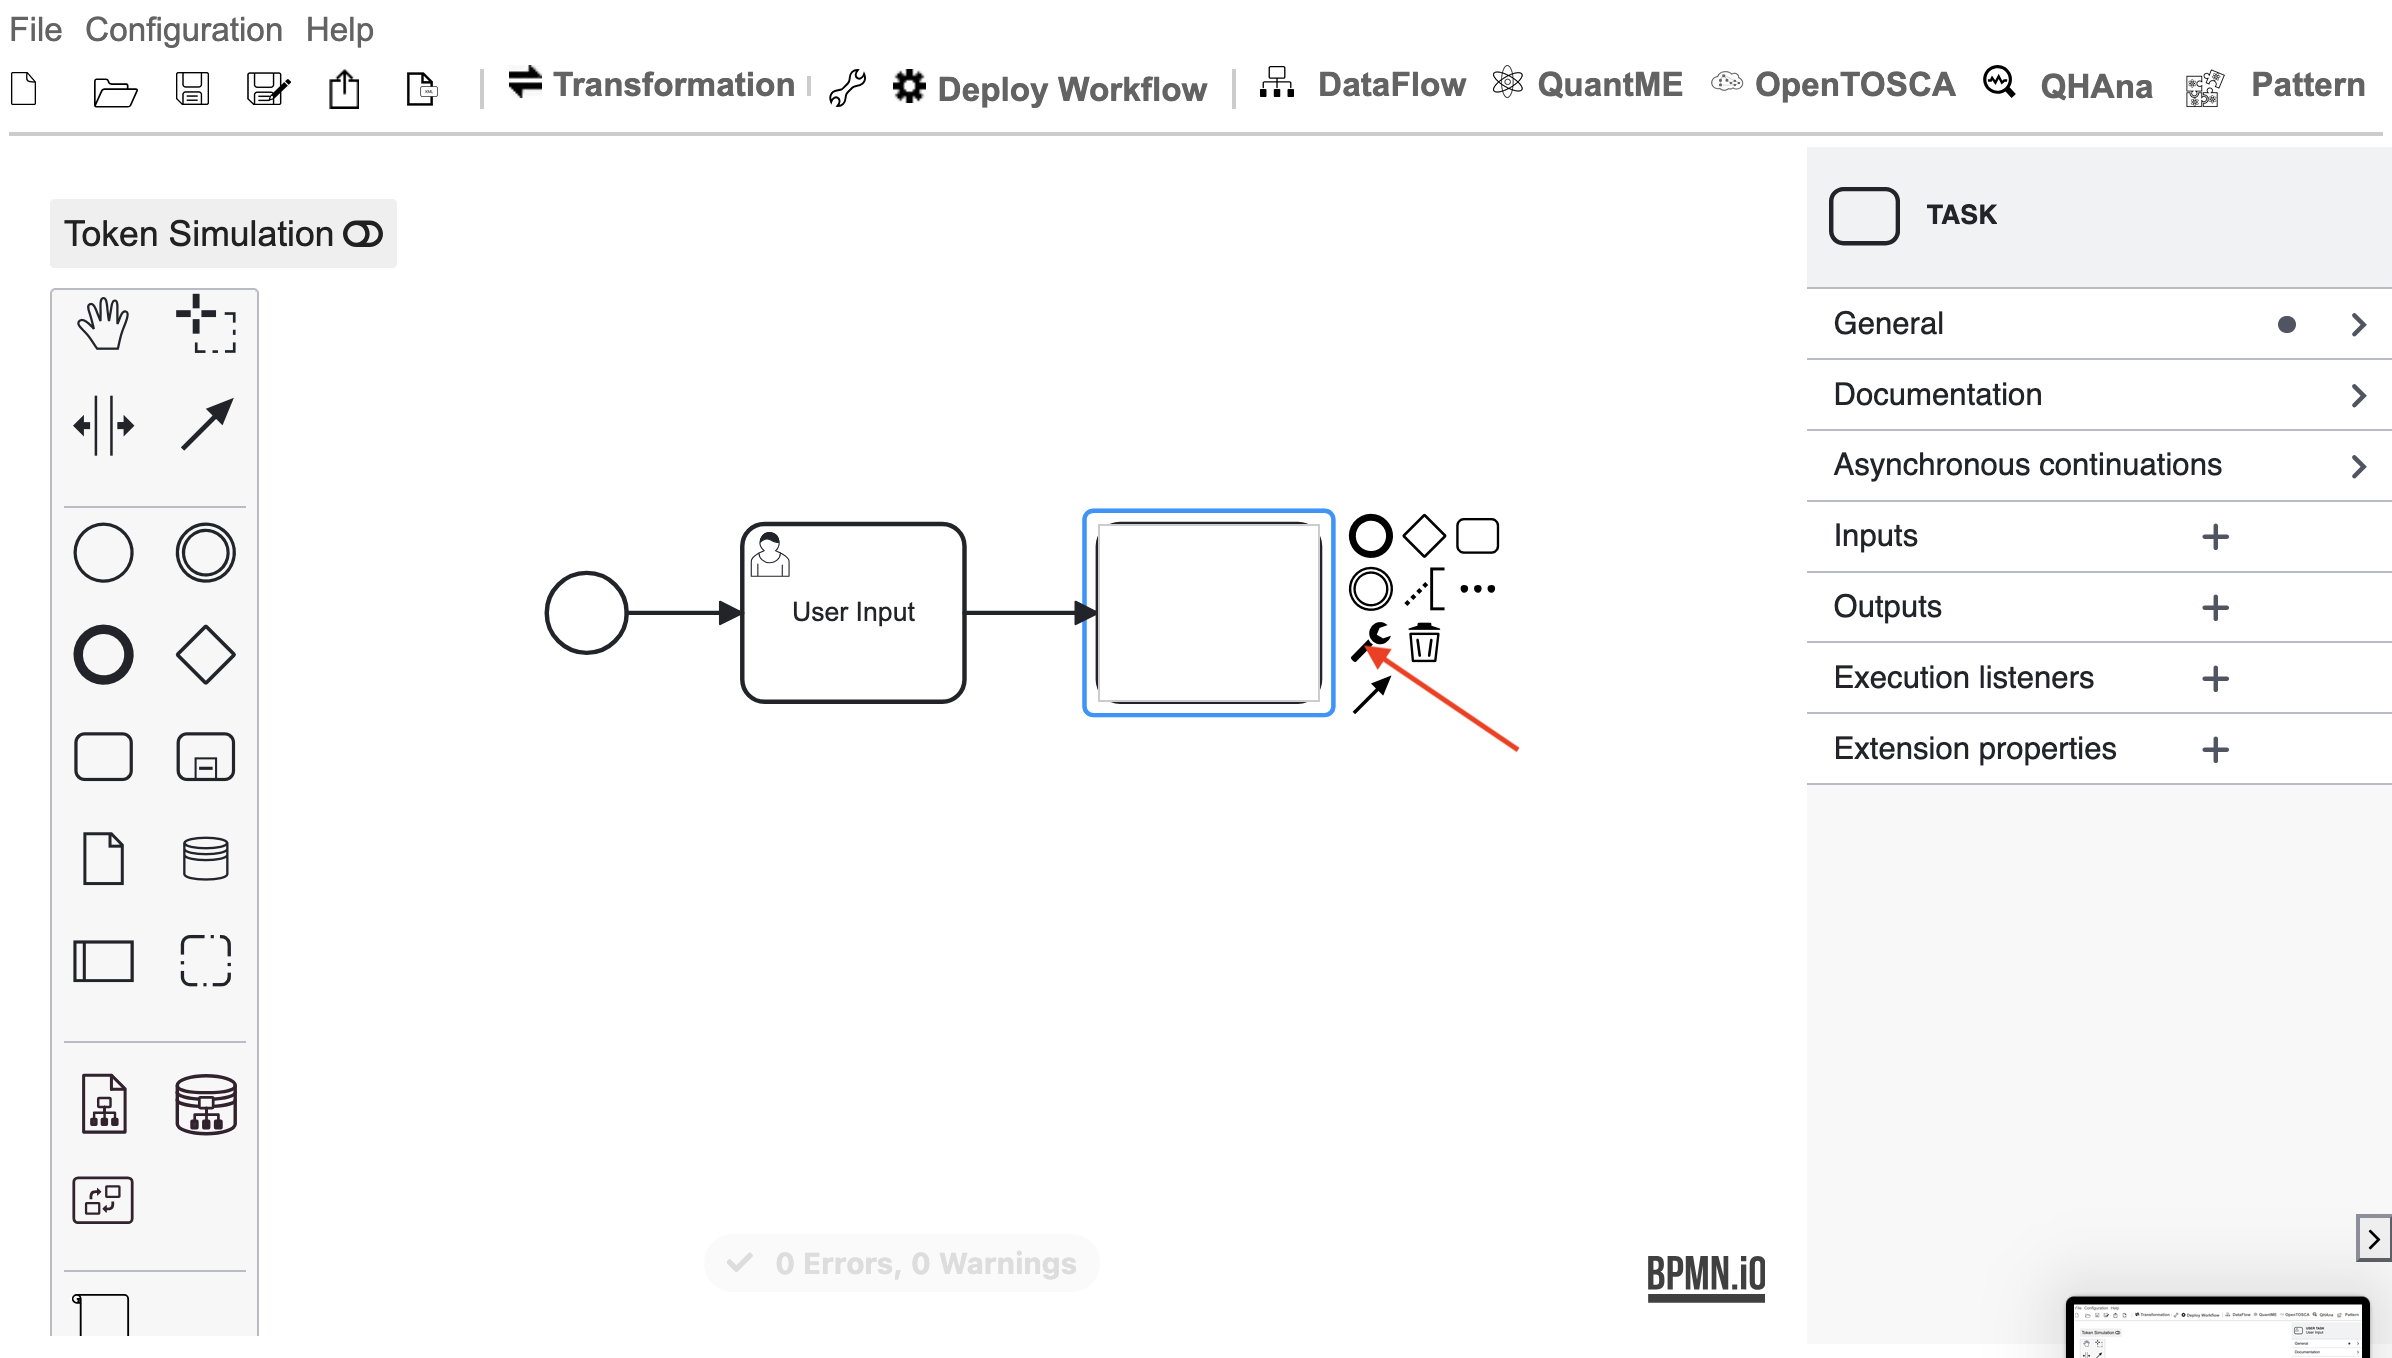 File Configuration Help
Transformation Deploy Workflow DataFlow QuantME OpenTOSCA QHAna Pattern
Token Simulation
TASK
General
Documentation
Asynchronous continuations
Inputs
Outputs
Execution listeners
Extension properties
User Input
0 Errors, 0 Warnings
BPMN.iO